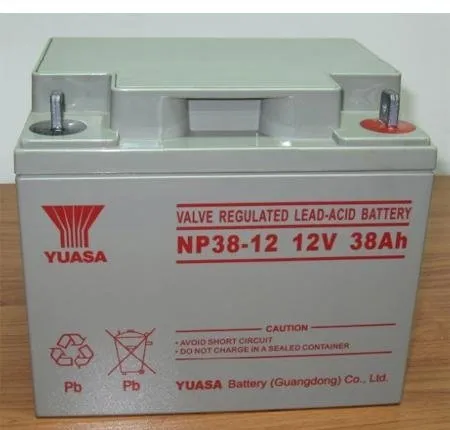 VALVE REGULATED LEAD-ACID BATTERY
NP38-12 12V 38Ah
YUASA
CAUTION
• AVOID SHORT CIRCUIT
• DO NOT CHARGE IN A SEALED CONTAINER
Pb
Pb
YUASA Battery (Guangdong) Co., Ltd.